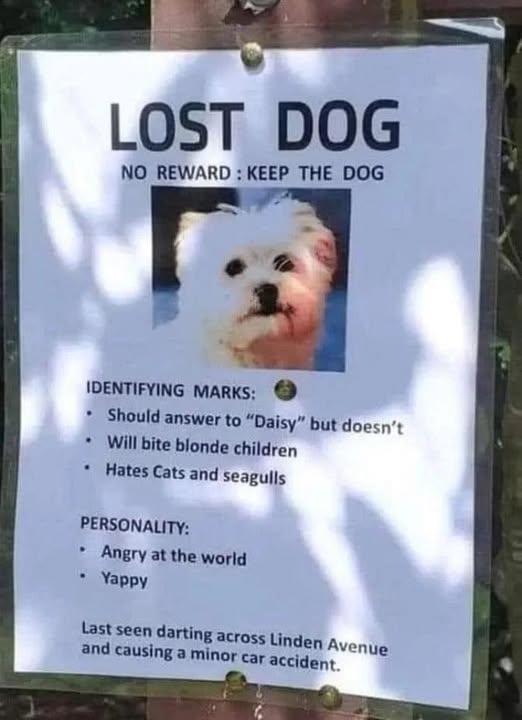 LOST DOG
NO REWARD : KEEP THE DOG
IDENTIFYING MARKS:
• Should answer to "Daisy" but doesn't
• Will bite blonde children
• Hates Cats and seagulls
PERSONALITY:
• Angry at the world
• Yappy
Last seen darting across Linden Avenue
and causing a minor car accident.